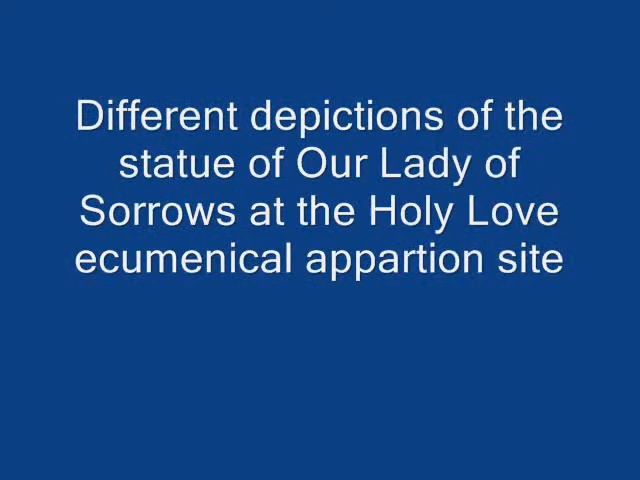 Different depictions of the
statue of Our Lady of
Sorrows at the Holy Love
ecumenical appartion site